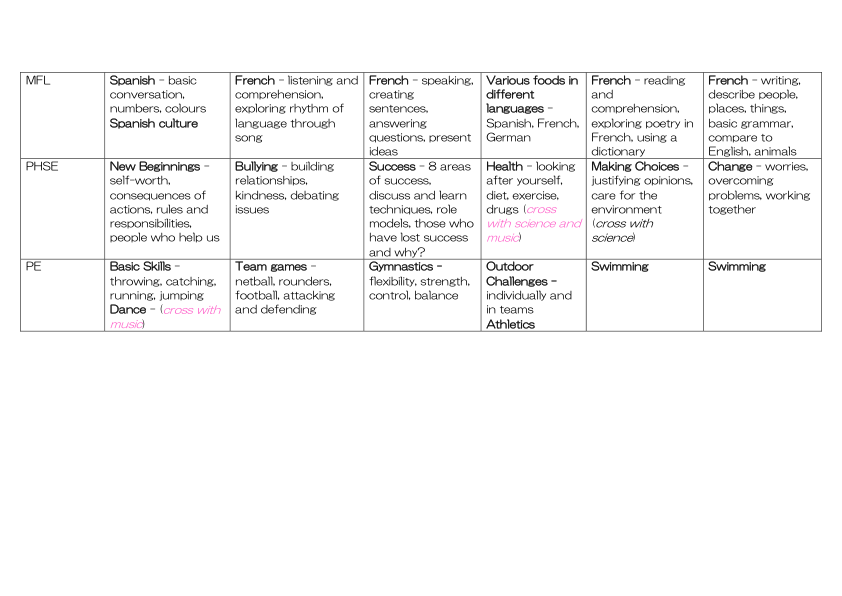 MFL
Spanish – basic
conversation,
numbers, colours
Spanish culture
French – listening and
comprehension,
exploring rhythm of
language through
song
French – speaking,
creating
sentences,
answering
questions, present
ideas
Various foods in
different
languages –
Spanish, French,
German
French – reading
and
comprehension,
exploring poetry in
French, using a
dictionary
French – writing,
describe people,
places, things,
basic grammar,
compare to
English, animals
PHSE
New Beginnings –
self-worth,
consequences of
actions, rules and
responsibilities,
people who help us
Bullying – building
relationships,
kindness, debating
issues
Success – 8 areas
of success,
discuss and learn
techniques, role
models, those who
have lost success
and why?
Health – looking
after yourself,
diet, exercise,
drugs (cross
with science and
music)
Making Choices –
justifying opinions,
care for the
environment
(cross with
science)
Change – worries,
overcoming
problems, working
together
PE
Basic Skills –
throwing, catching,
running, jumping
Dance – (cross with
music)
Team games –
netball, rounders,
football, attacking
and defending
Gymnastics –
flexibility, strength,
control, balance
Outdoor
Challenges –
individually and
in teams
Athletics
Swimming
Swimming